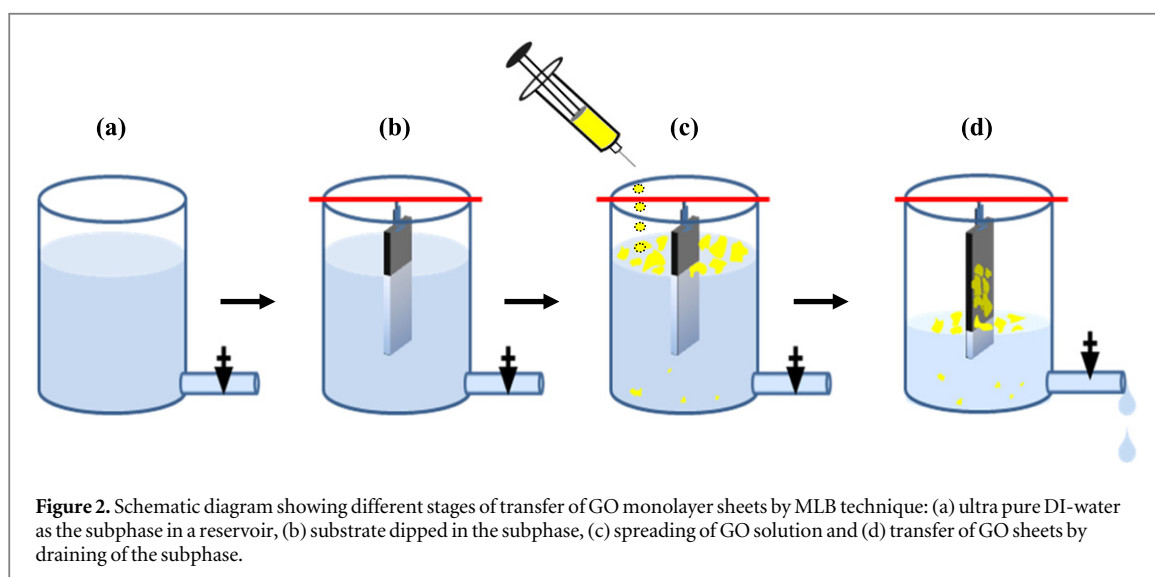 (a)
(b)
(c)
(d)
Figure 2. Schematic diagram showing different stages of transfer of GO monolayer sheets by MLB technique: (a) ultra pure DI-water
as the subphase in a reservoir, (b) substrate dipped in the subphase, (c) spreading of GO solution and (d) transfer of GO sheets by
draining of the subphase.